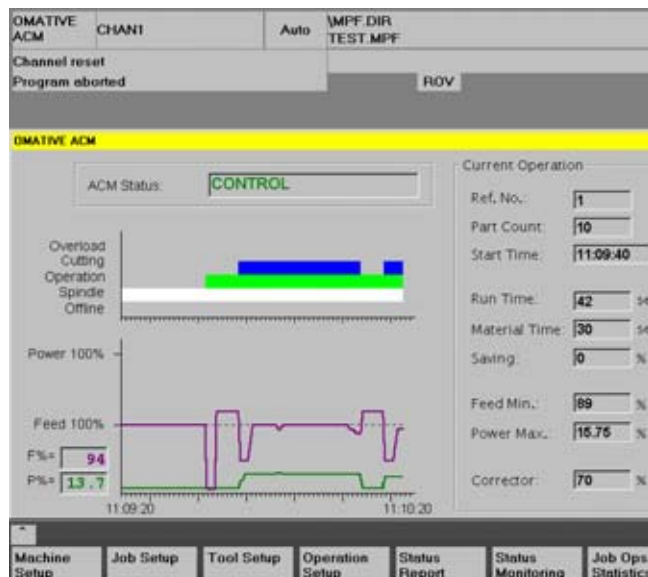 OMATIVE ACM
CHAN1
Auto
\MPF.DIR
TEST.MPF
Channel reset
Program aborted
ROV
OMATIVE ACM
ACM Status:
CONTROL
Overload
Cutting
Operation
Spindle
Offline
Power 100%
Feed 100%
F%= 94
P%= 13.7
11:09:20
11:10:20
Current Operation
Ref. No.: 1
Part Count: 10
Start Time: 11:09:40
Run Time: 42 se
Material Time: 30 se
Saving: 0 %
Feed Min.: 89 %
Power Max.: 15.75 %
Corrector: 70 %
^
Machine Setup
Job Setup
Tool Setup
Operation Setup
Status Report
Status Monitoring
Job Ops Statistics